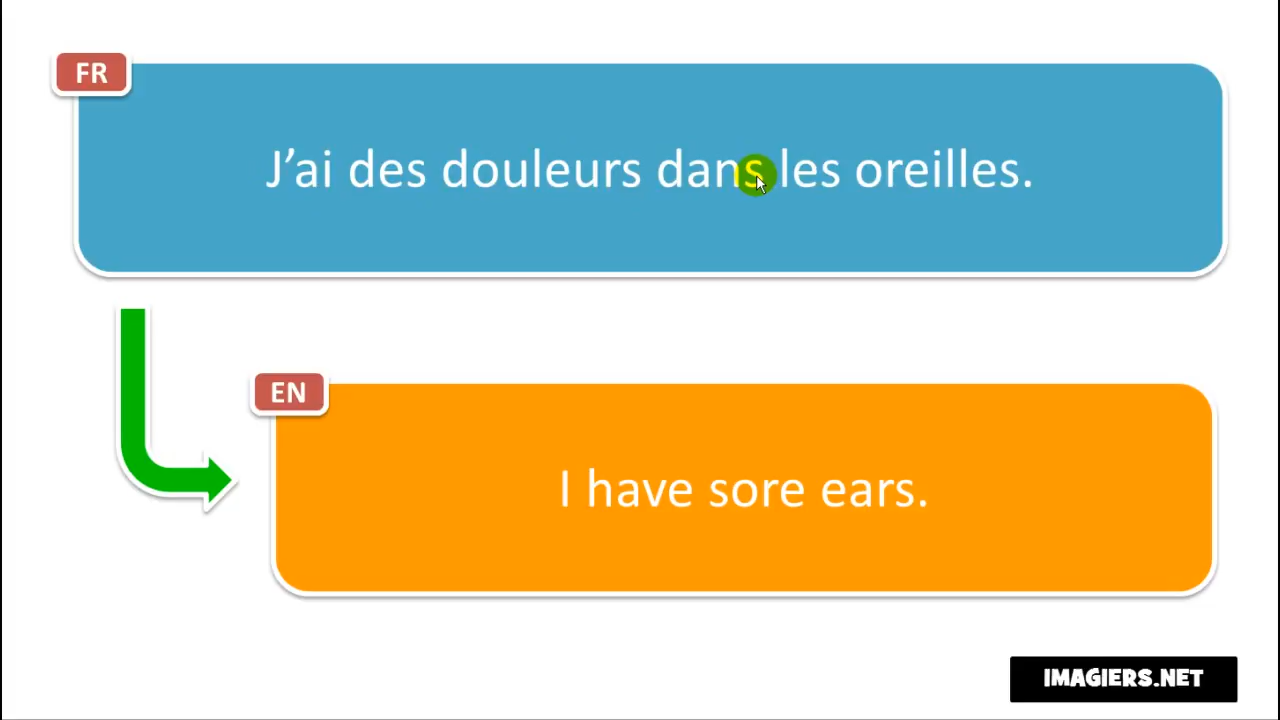 FR
J’ai des douleurs dans les oreilles.
EN
I have sore ears.
IMAGIERS.NET